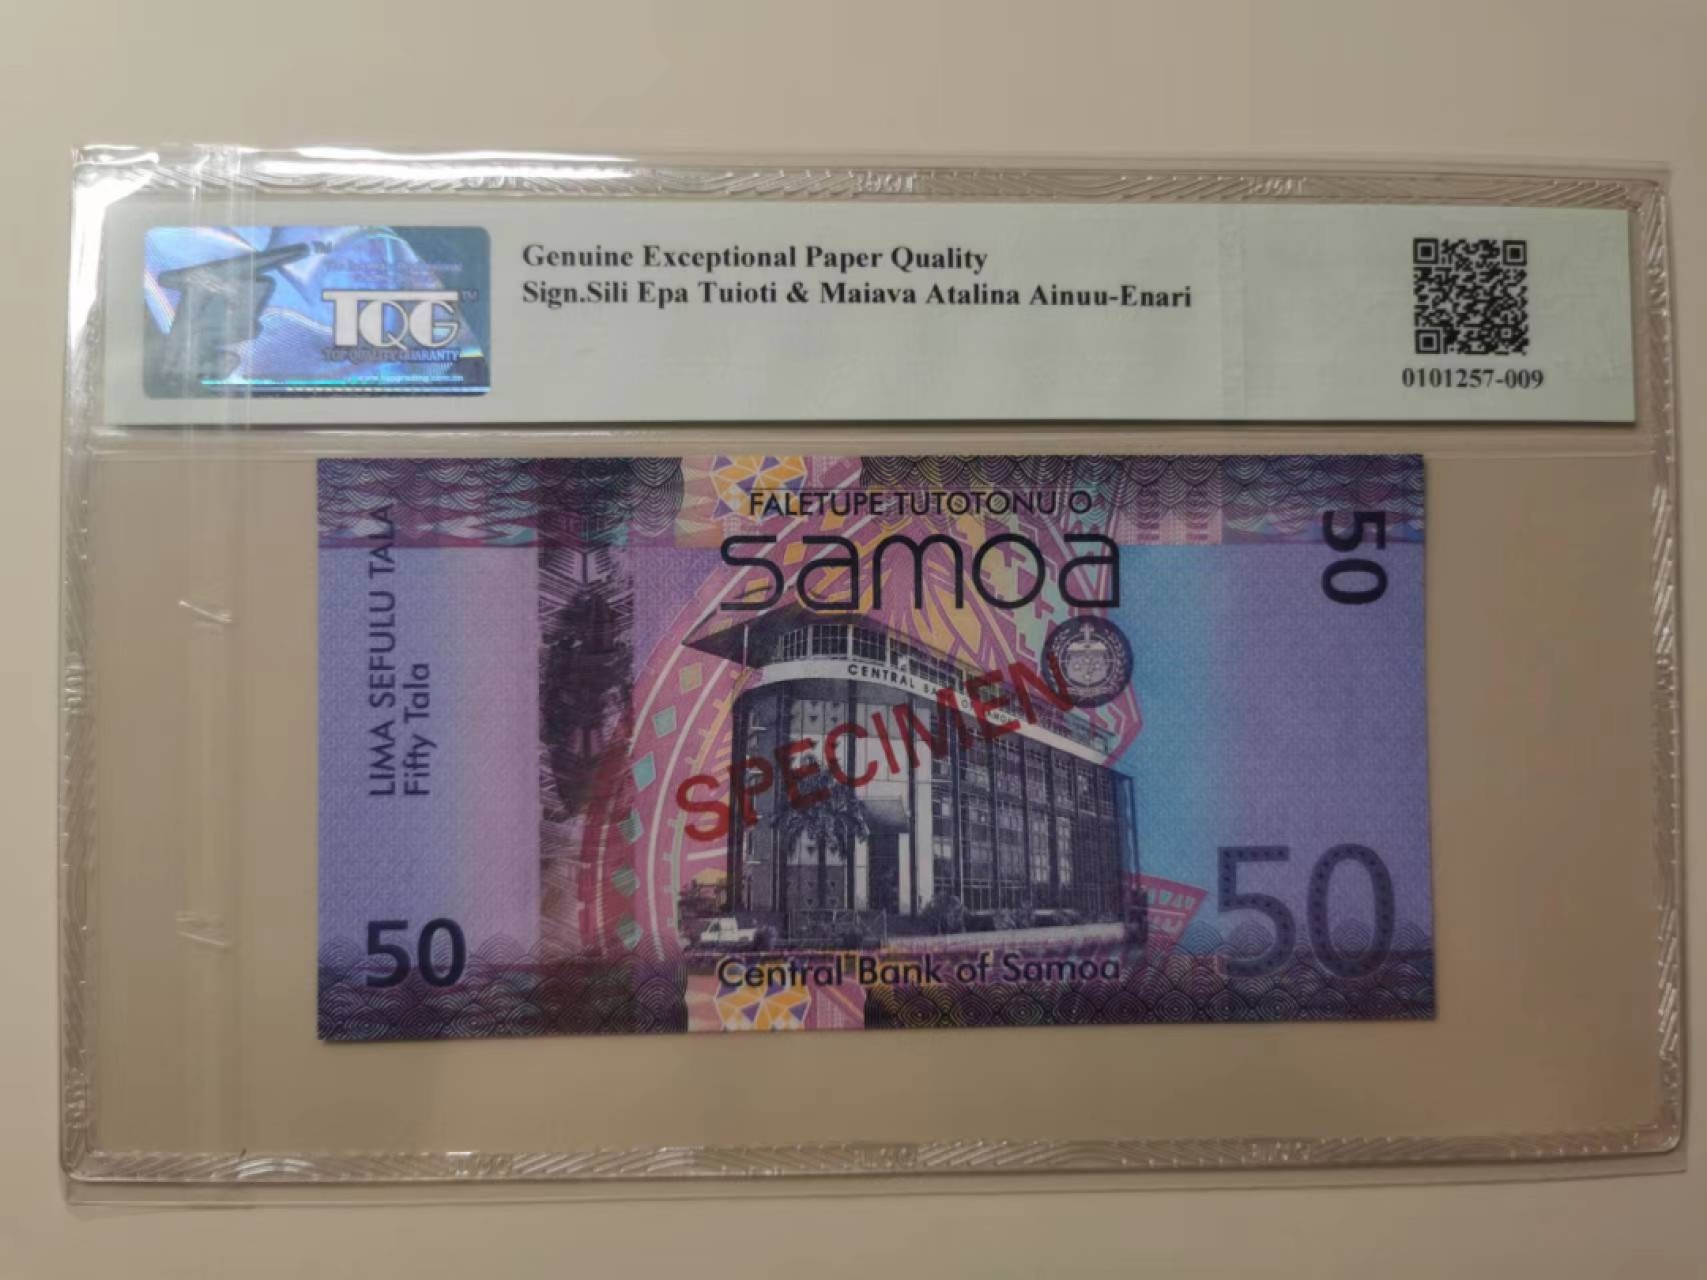 Genuine Exceptional Paper Quality
Sign.Sili Epa Tuioti & Maiava Atalina Ainuu-Enari
TQG
TOP QUALITY GUARANTY
0101257-009
FALETUPE TUTOTONU O
samoa
50
LIMA SEFULU TALA
Fifty Tala
CENTRAL
SPECIMEN
50
50
Central Bank of Samoa